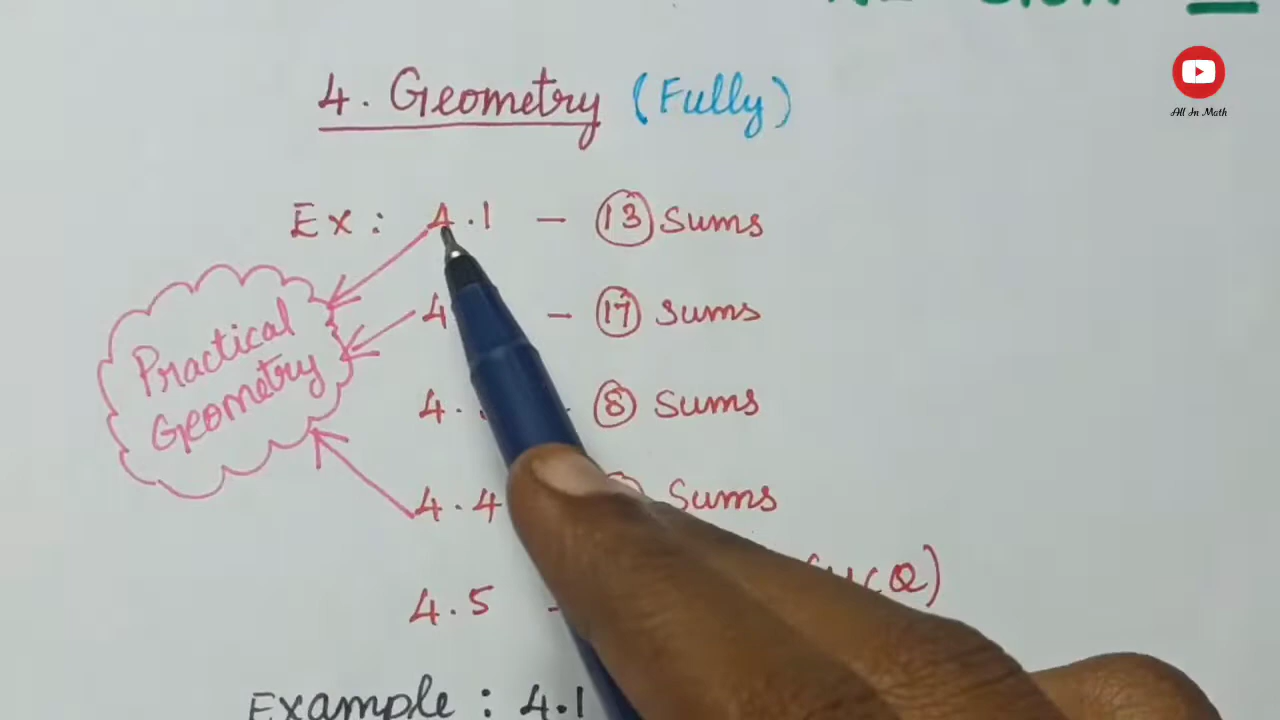 4. Geometry (Fully)
All In Math
Ex: 4.1 - 13 Sums
4 - 17 Sums
Practical
Geometry
4. - 8 Sums
4.4 Sums
4.5 - (MCQ)
Example : 4.1